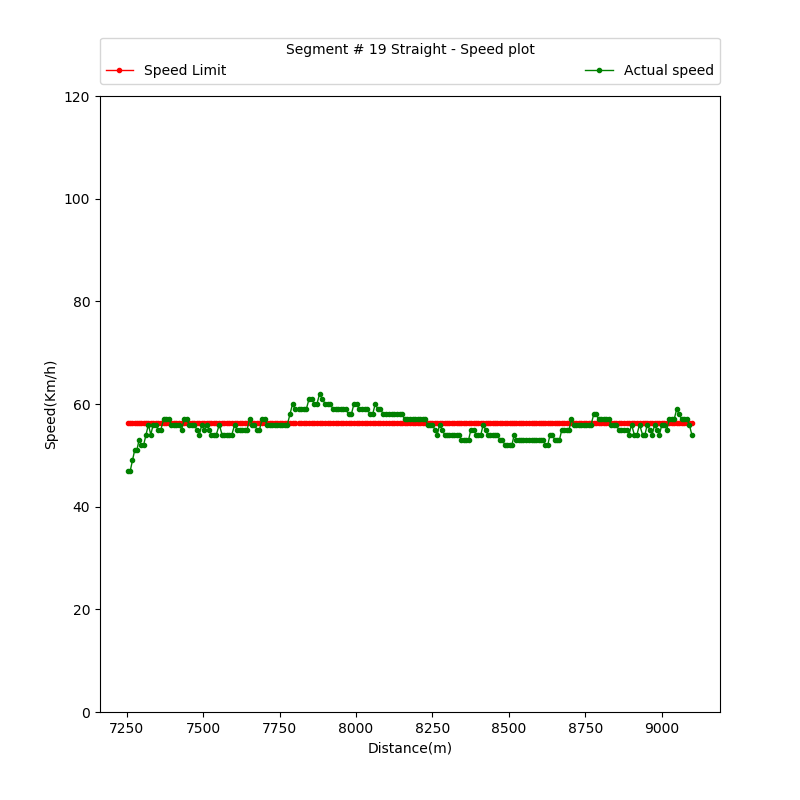 Segment # 19 Straight - Speed plot
Speed Limit
Actual speed
120
100
80
60
40
20
0
Speed(Km/h)
7250 7500 7750 8000 8250 8500 8750 9000
Distance(m)